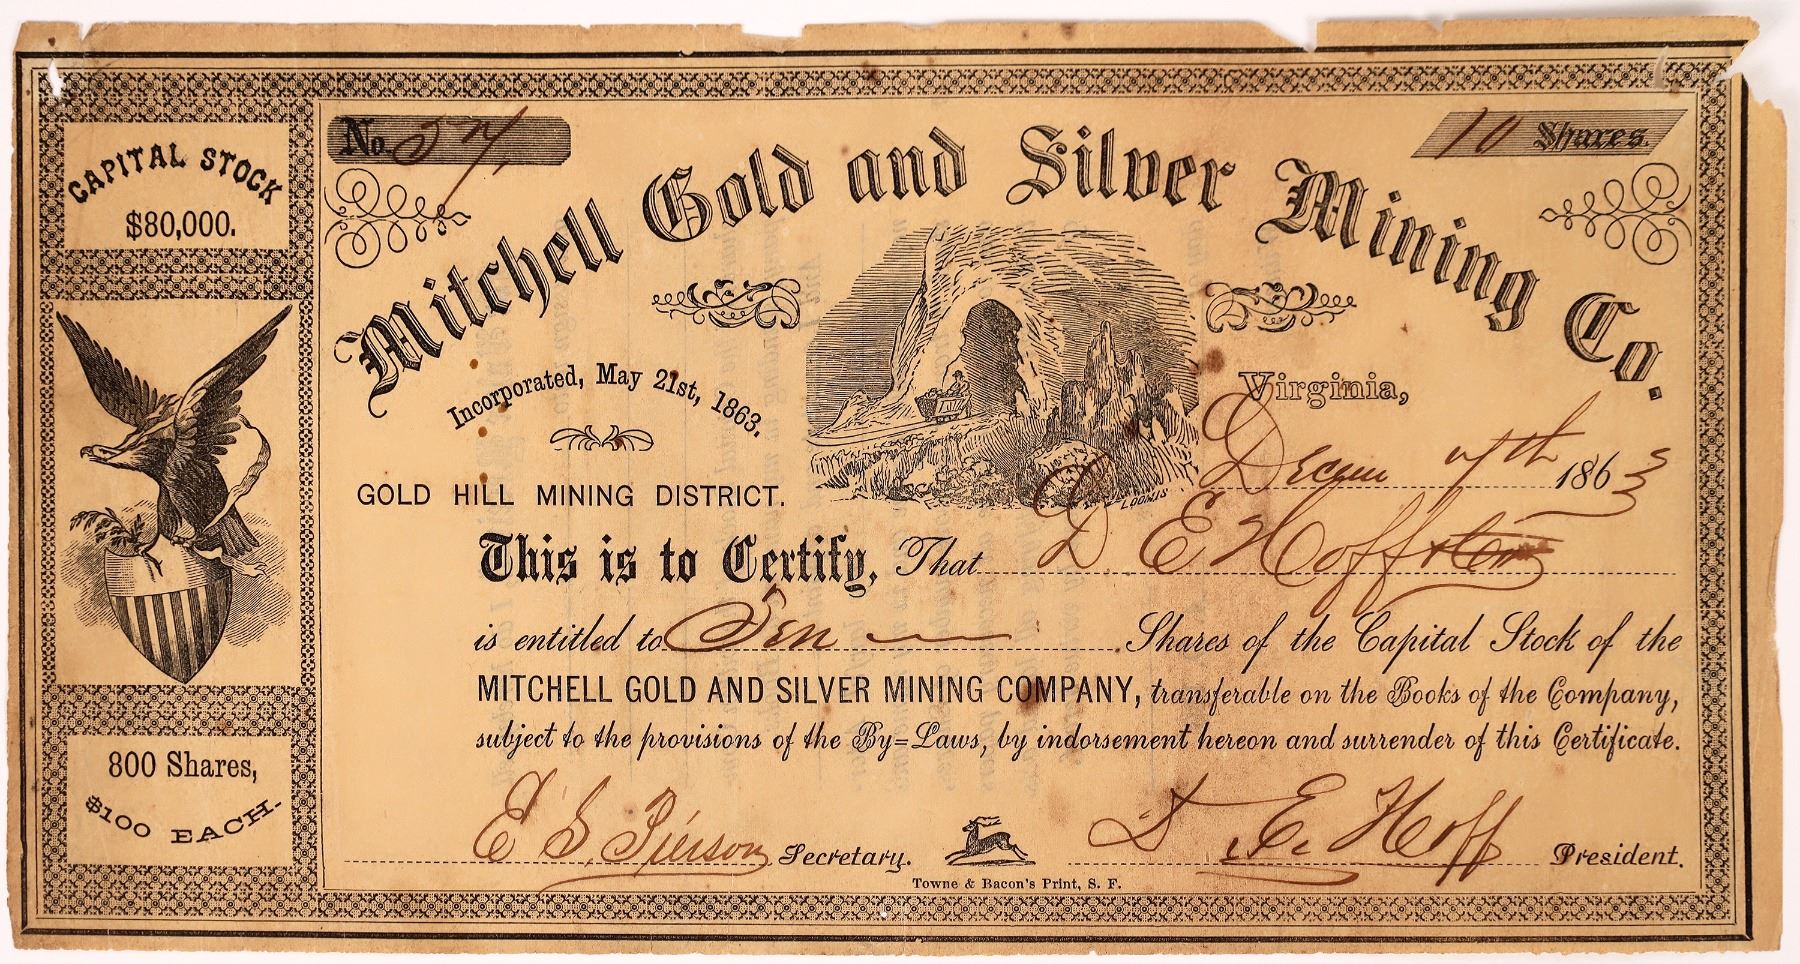 CAPITAL STOCK
$80,000.
800 Shares,
$100 EACH.
No. 27.
10 Shares.
Mitchell Gold and Silver Mining Co.
Incorporated, May 21st, 1863.
GOLD HILL MINING DISTRICT.
LOOMIS
Virginia,
Decem 7th 1863
This is to Certify, That D E Hoff
is entitled to Ten Shares of the Capital Stock of the
MITCHELL GOLD AND SILVER MINING COMPANY, transferable on the Books of the Company,
subject to the provisions of the By=Laws, by indorsement hereon and surrender of this Certificate.
E S. Pierson Secretary.
D. E. Hoff President.
Towne & Bacon's Print, S. F.